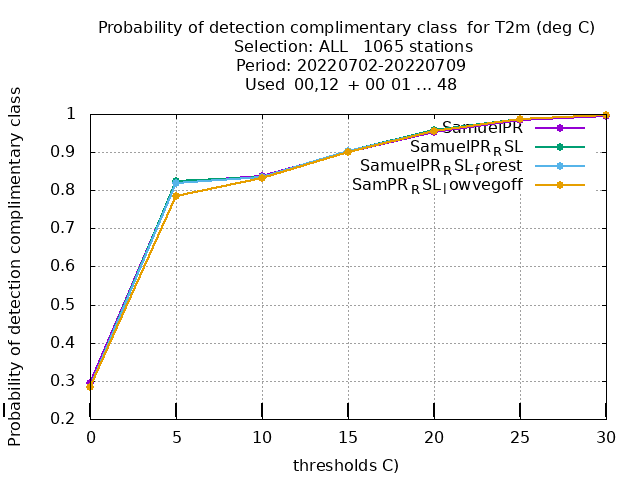 Probability of detection complimentary class  for T2m (deg C)
Selection: ALL   1065 stations
Period: 20220702-20220709
Used  00,12  + 00 01 ... 48
Probability of detection complimentary class
1
0.9
0.8
0.7
0.6
0.5
0.4
0.3
0.2
SamuelPR
SamuelPR_RSL
SamuelPR_RSL_forest
SamPR_RSL_lowvegoff
0 5 10 15 20 25 30
thresholds C)